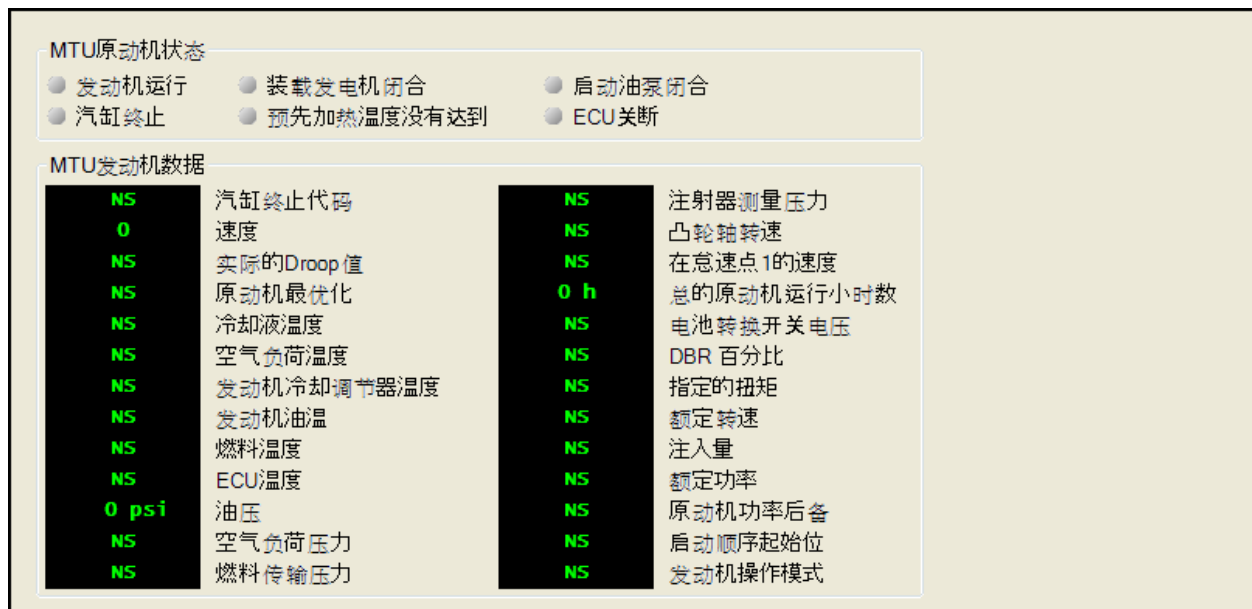 MTU原动机状态
发动机运行 装载发电机闭合 启动油泵闭合
汽缸终止 预先加热温度没有达到 ECU关断
MTU发动机数据
NS 汽缸终止代码 NS 注射器测量压力
0 速度 NS 凸轮轴转速
NS 实际的Droop值 NS 在怠速点1的速度
NS 原动机最优化 0 h 总的原动机运行小时数
NS 冷却液温度 NS 电池转换开关电压
NS 空气负荷温度 NS DBR 百分比
NS 发动机冷却调节器温度 NS 指定的扭矩
NS 发动机油温 NS 额定转速
NS 燃料温度 NS 注入量
NS ECU温度 NS 额定功率
0 psi 油压 NS 原动机功率后备
NS 空气负荷压力 NS 启动顺序起始位
NS 燃料传输压力 NS 发动机操作模式